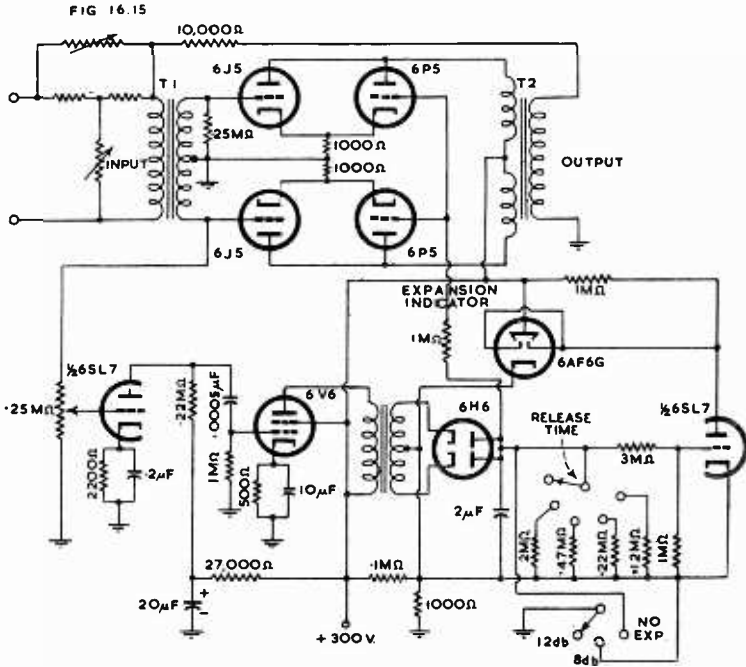 FIG 16.15
10,000Ω
6J5
6P5
T1
T2
25MΩ
1000Ω
1000Ω
INPUT
OUTPUT
6J5
6P5
EXPANSION
INDICATOR
1MΩ
·1MΩ
6AF6G
½6SL7
·25MΩ
·22MΩ
·0005μF
6V6
6H6
RELEASE
TIME
½6SL7
2200Ω
·2μF
1MΩ
500Ω
10μF
2μF
3MΩ
2MΩ
·47MΩ
·22MΩ
·12MΩ
1MΩ
27,000Ω
·1MΩ
20μF
+
-
1000Ω
+300V.
NO
EXP
12db
8db